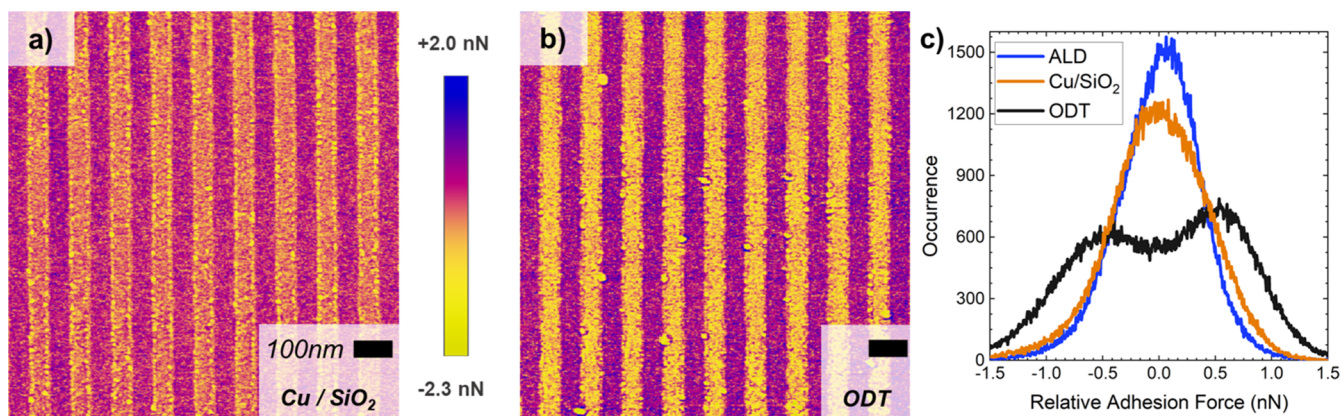 a)
100nm
Cu / SiO₂
+2.0 nN
-2.3 nN
b)
ODT
c)
ALD
Cu/SiO₂
ODT
1500
1200
900
600
300
0
Occurrence
-1.5 -1.0 -0.5 0.0 0.5 1.0 1.5
Relative Adhesion Force (nN)